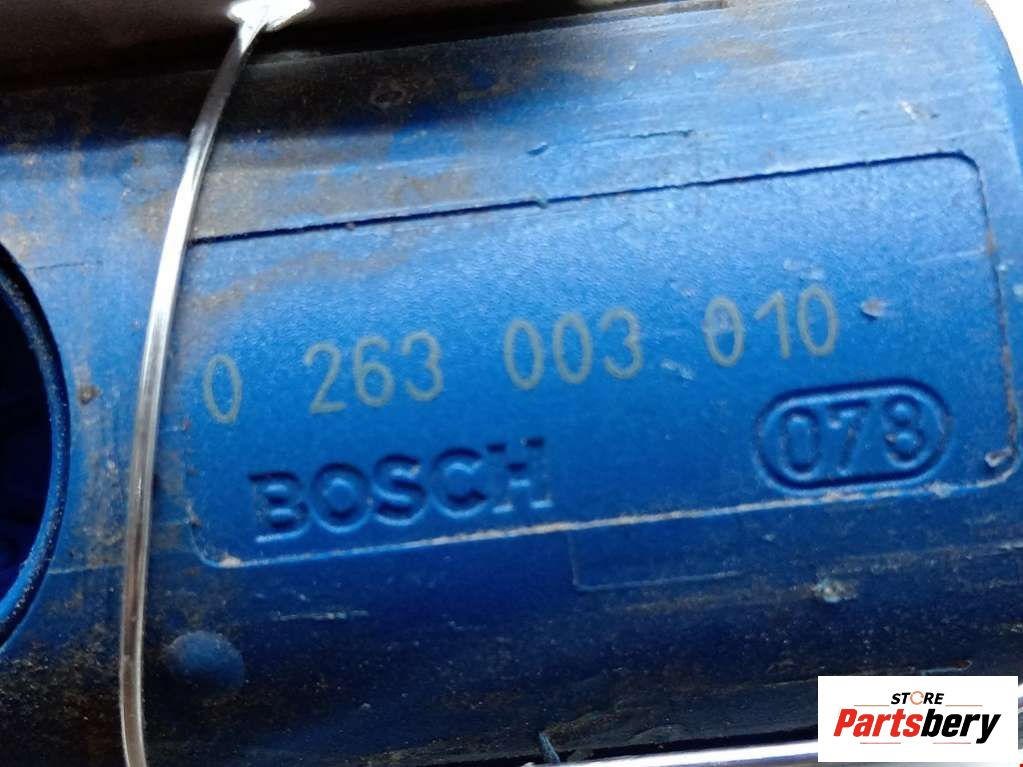 0 263 003 010
BOSCH
078
STORE
Partsbery